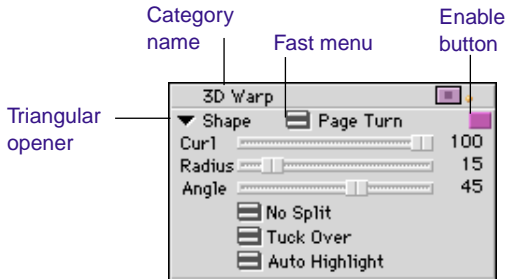 Category
name
Fast menu
Enable
button
Triangular
opener
3D Warp
Shape
Page Turn
Curl
100
Radius
15
Angle
45
No Split
Tuck Over
Auto Highlight